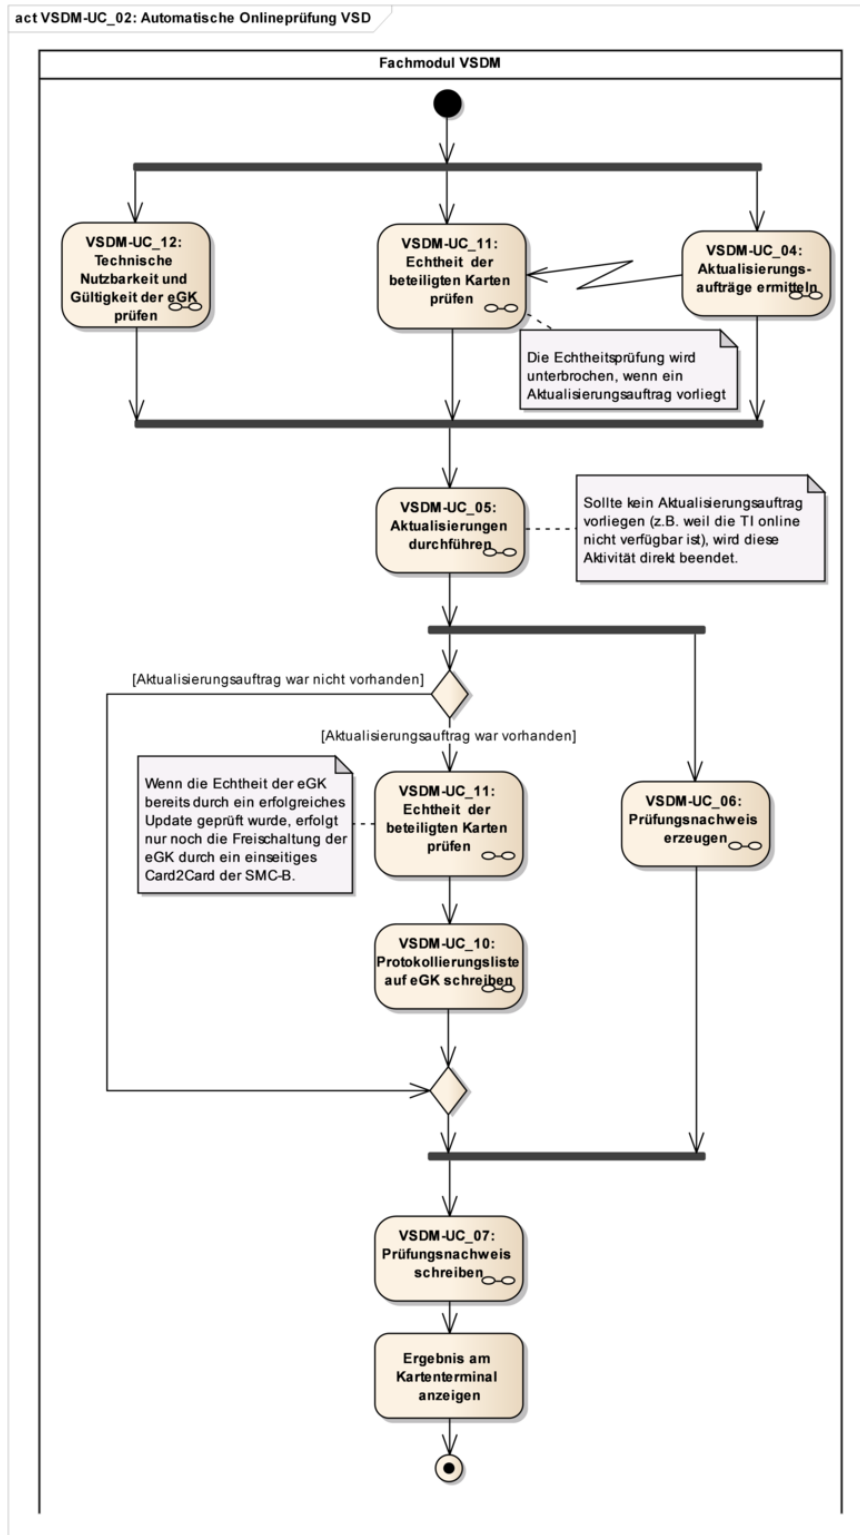 act VSDM-UC_02: Automatische Onlineprüfung VSD
Fachmodul VSDM
VSDM-UC_12:
Technische
Nutzbarkeit und
Gültigkeit der eGK
prüfen
VSDM-UC_11:
Echtheit der
beteiligten Karten
prüfen
VSDM-UC_04:
Aktualisierungs-
aufträge ermitteln
Die Echtheitsprüfung wird
unterbrochen, wenn ein
Aktualisierungsauftrag vorliegt
VSDM-UC_05:
Aktualisierungen
durchführen
Sollte kein Aktualisierungsauftrag
vorliegen (z.B. weil die TI online
nicht verfügbar ist), wird diese
Aktivität direkt beendet.
[Aktualisierungsauftrag war nicht vorhanden]
[Aktualisierungsauftrag war vorhanden]
Wenn die Echtheit der eGK
bereits durch ein erfolgreiches
Update geprüft wurde, erfolgt
nur noch die Freischaltung der
eGK durch ein einseitiges
Card2Card der SMC-B.
VSDM-UC_11:
Echtheit der
beteiligten Karten
prüfen
VSDM-UC_06:
Prüfungsnachweis
erzeugen
VSDM-UC_10:
Protokollierungsliste
auf eGK schreiben
VSDM-UC_07:
Prüfungsnachweis
schreiben
Ergebnis am
Kartenterminal
anzeigen